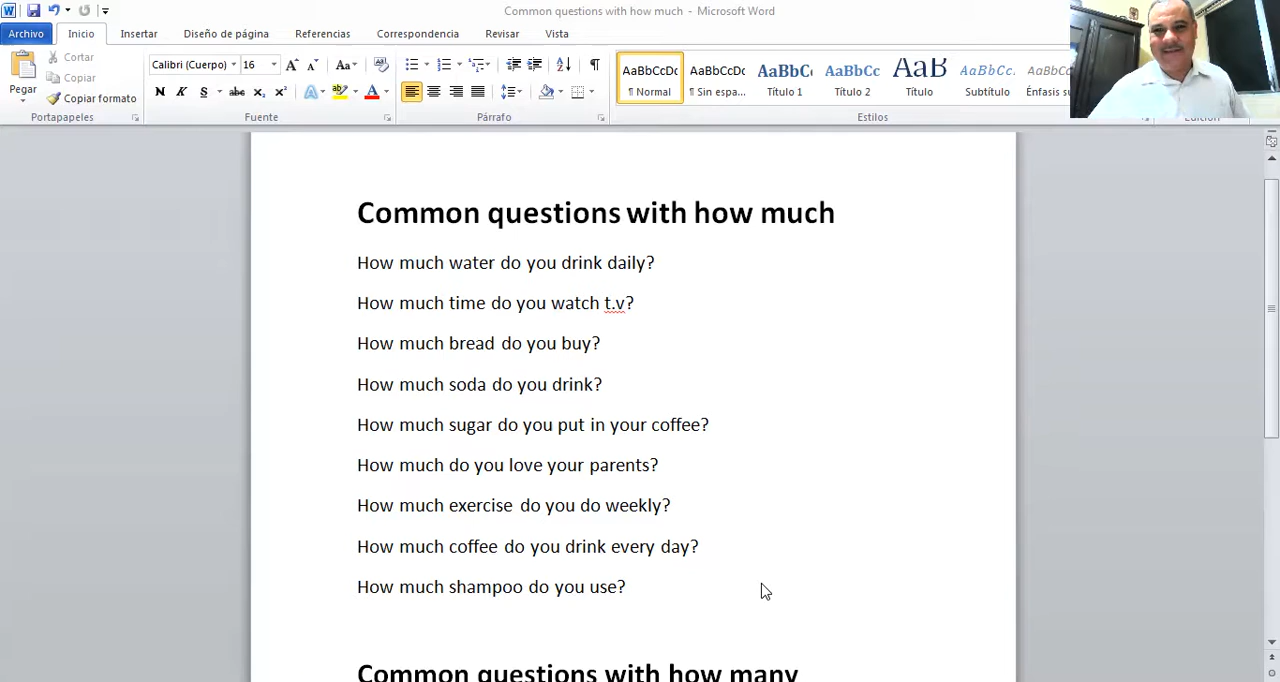 Common questions with how much - Microsoft Word
Archivo Inicio Insertar Diseño de página Referencias Correspondencia Revisar Vista
Pegar
Cortar
Copiar
Copiar formato
Portapapeles
Calibri (Cuerpo) 16
Aa
N K S abc x₂ x² A ab A
Fuente
Párrafo
AaBbCcDc
¶ Normal
AaBbCcDc
¶ Sin espa...
AaBbC
Título 1
AaBbCc
Título 2
AaB
Título
AaBbCc.
Subtítulo
AaBbCc
Énfasis
Estilos
Common questions with how much
How much water do you drink daily?
How much time do you watch t.v?
How much bread do you buy?
How much soda do you drink?
How much sugar do you put in your coffee?
How much do you love your parents?
How much exercise do you do weekly?
How much coffee do you drink every day?
How much shampoo do you use?
Common questions with how many